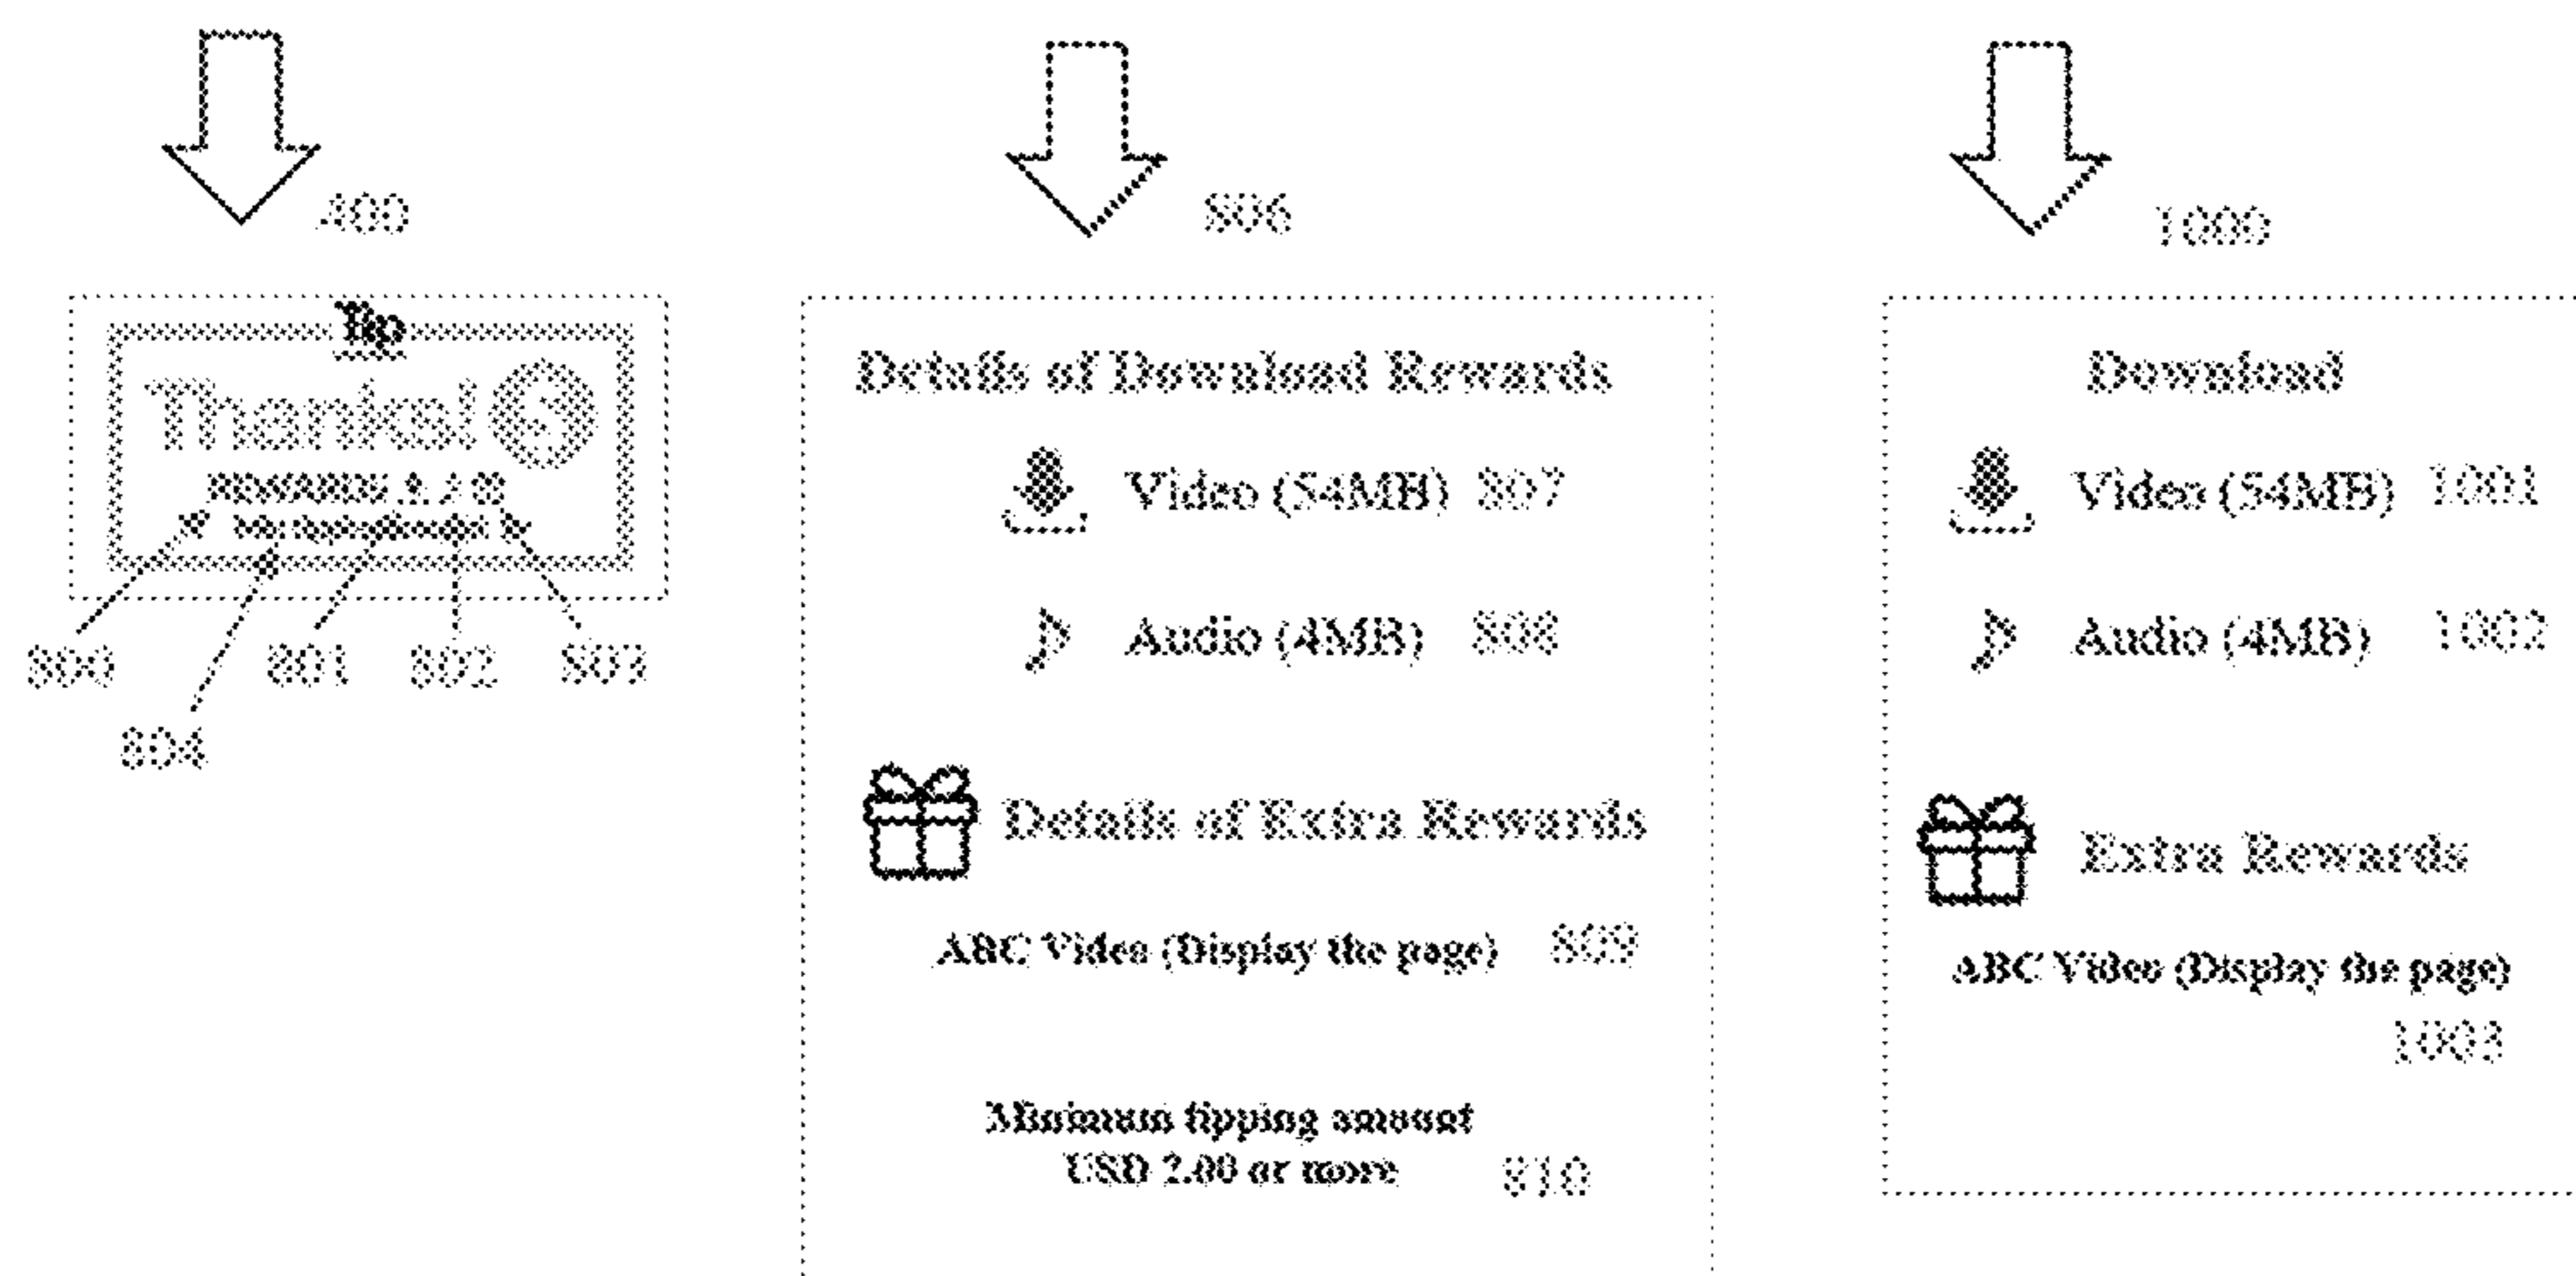 400
Tip
Thanks!
REWARDS
800
801
802
803
804
806
Details of Download Rewards
Video (54MB) 807
Audio (4MB) 808
Details of Extra Rewards
ABC Video (Display the page) 809
Minimum tipping amount
USD 2.00 or more 810
1000
Download
Video (54MB) 1001
Audio (4MB) 1002
Extra Rewards
ABC Video (Display the page)
1003